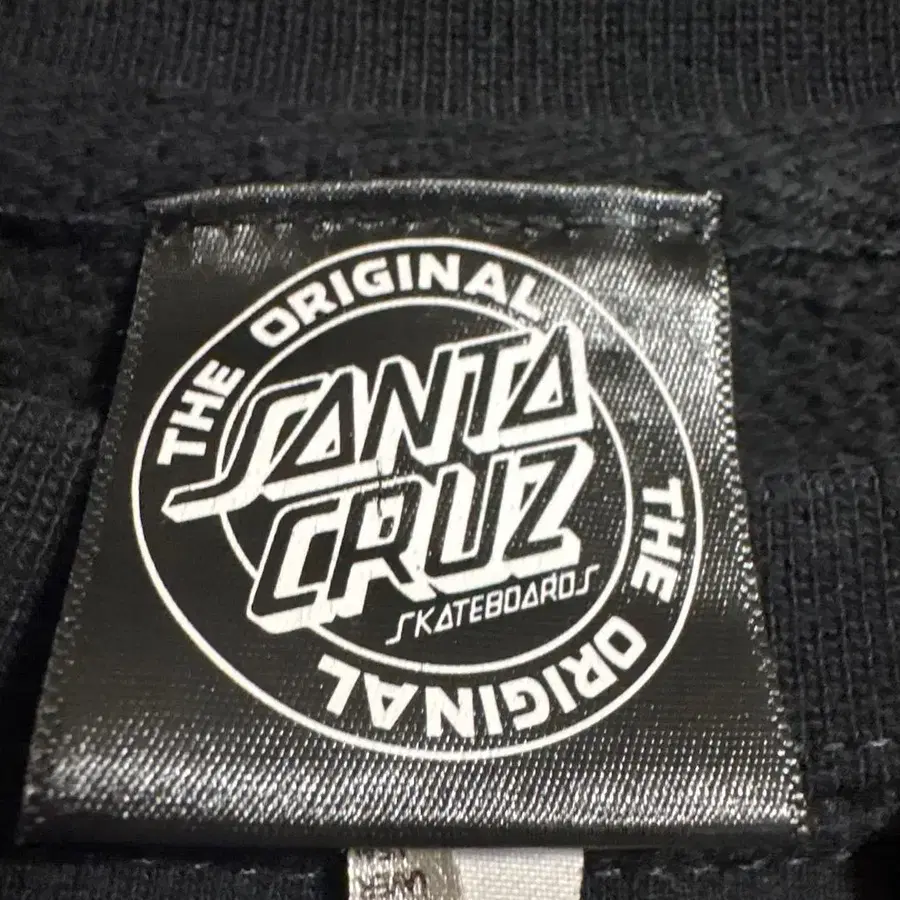 THE ORIGINAL
SANTA
CRUZ
SKATEBOARDS
THE ORIGINAL